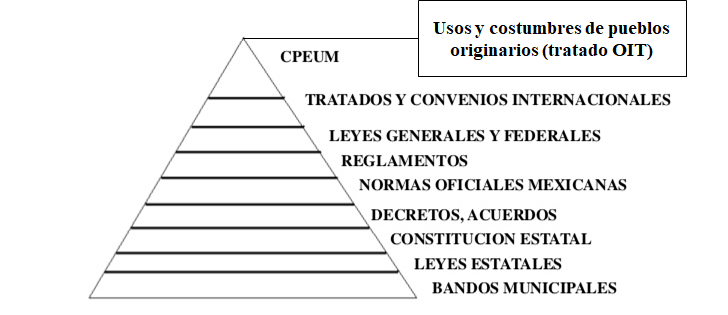 Usos y costumbres de pueblos
originarios (tratado OIT)
CPEUM
TRATADOS Y CONVENIOS INTERNACIONALES
LEYES GENERALES Y FEDERALES
REGLAMENTOS
NORMAS OFICIALES MEXICANAS
DECRETOS, ACUERDOS
CONSTITUCION ESTATAL
LEYES ESTATALES
BANDOS MUNICIPALES